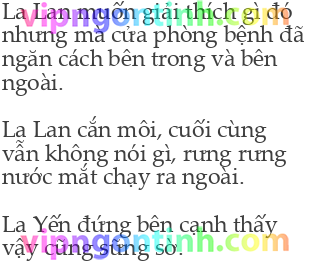 La Lan muốn giải thích gì đó
vipngontinh.com
nhưng mà cửa phòng bệnh đã
ngăn cách bên trong và bên
ngoài.
La Lan cắn môi, cuối cùng
vẫn không nói gì, rưng rưng
nước mắt chạy ra ngoài.
La Yến đứng bên cạnh thấy
vipngontinh.com
vậy cũng sững sờ.